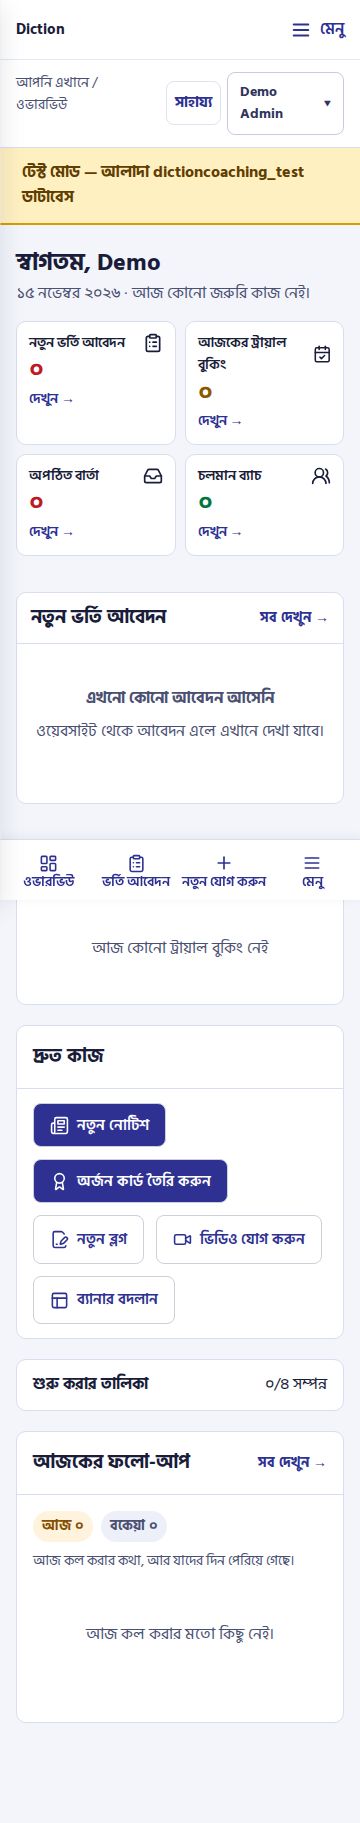 Diction
মেনু
আপনি এখানে /
ওভারভিউ
সাহায্য
Demo
Admin
▼
টেস্ট মোড — আলাদা dictioncoaching_test
ডাটাবেস
স্বাগতম, Demo
১৫ নভেম্বর ২০২৬ · আজ কোনো জরুরি কাজ নেই।
নতুন ভর্তি আবেদন
০
দেখুন →
আজকের ট্রায়াল
বুকিং
০
দেখুন →
অপঠিত বার্তা
০
দেখুন →
চলমান ব্যাচ
০
দেখুন →
নতুন ভর্তি আবেদন
সব দেখুন →
এখনো কোনো আবেদন আসেনি
ওয়েবসাইট থেকে আবেদন এলে এখানে দেখা যাবে।
ওভারভিউ
ভর্তি আবেদন
নতুন যোগ করুন
মেনু
আজ কোনো ট্রায়াল বুকিং নেই
দ্রুত কাজ
নতুন নোটিশ
অর্জন কার্ড তৈরি করুন
নতুন ব্লগ
ভিডিও যোগ করুন
ব্যানার বদলান
শুরু করার তালিকা
০/৪ সম্পন্ন
আজকের ফলো-আপ
সব দেখুন →
আজ ০
বকেয়া ০
আজ কল করার কথা, আর যাদের দিন পেরিয়ে গেছে।
আজ কল করার মতো কিছু নেই।